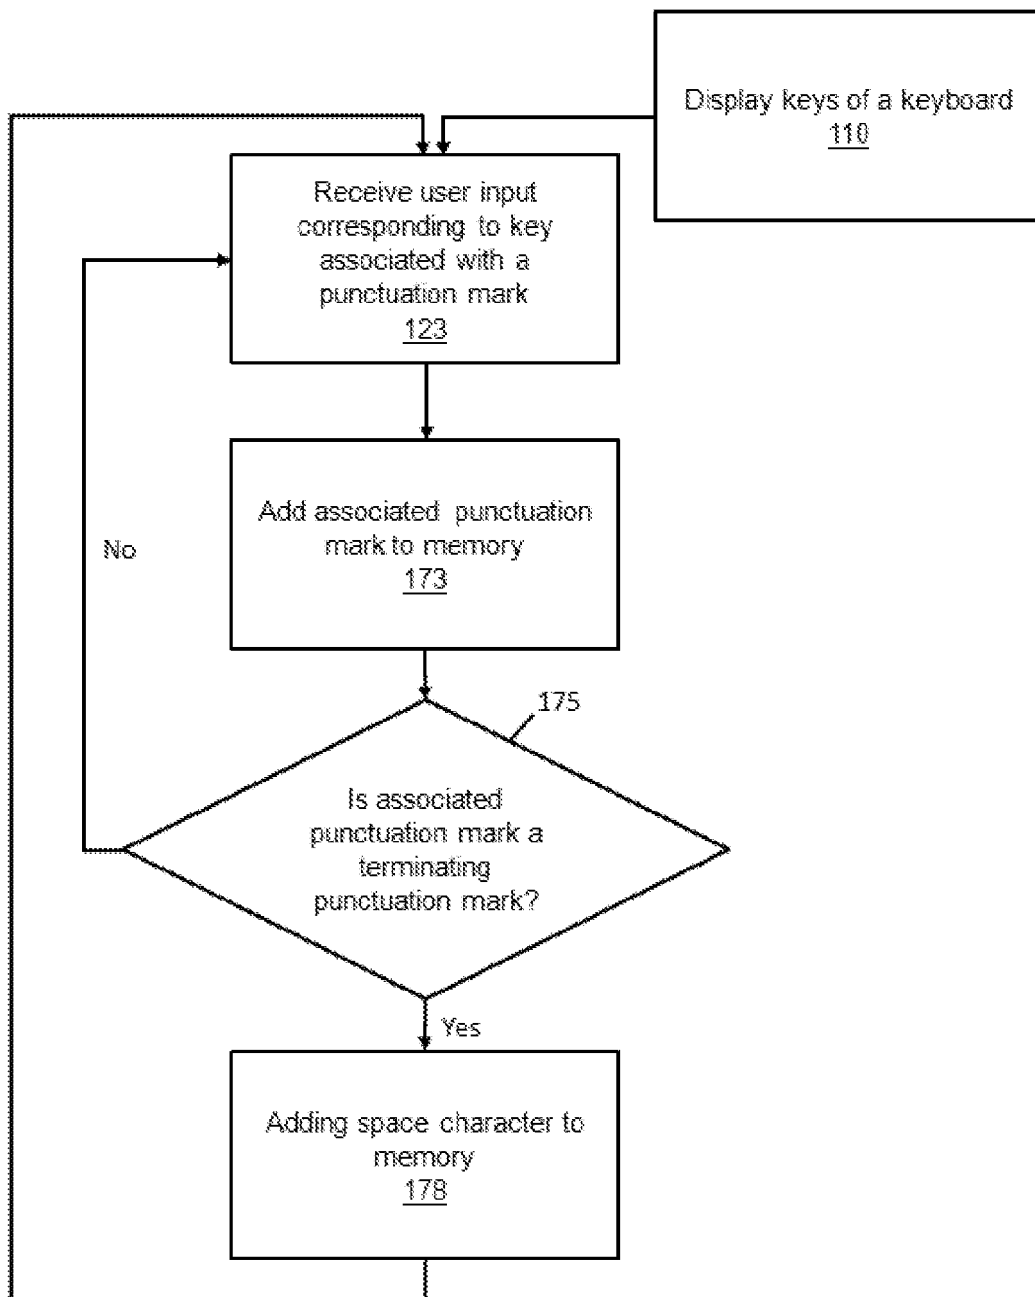 Display keys of a keyboard
110
Receive user input
corresponding to key
associated with a
punctuation mark
123
Add associated punctuation
mark to memory
173
No
175
Is associated
punctuation mark a
terminating
punctuation mark?
Yes
Adding space character to
memory
178